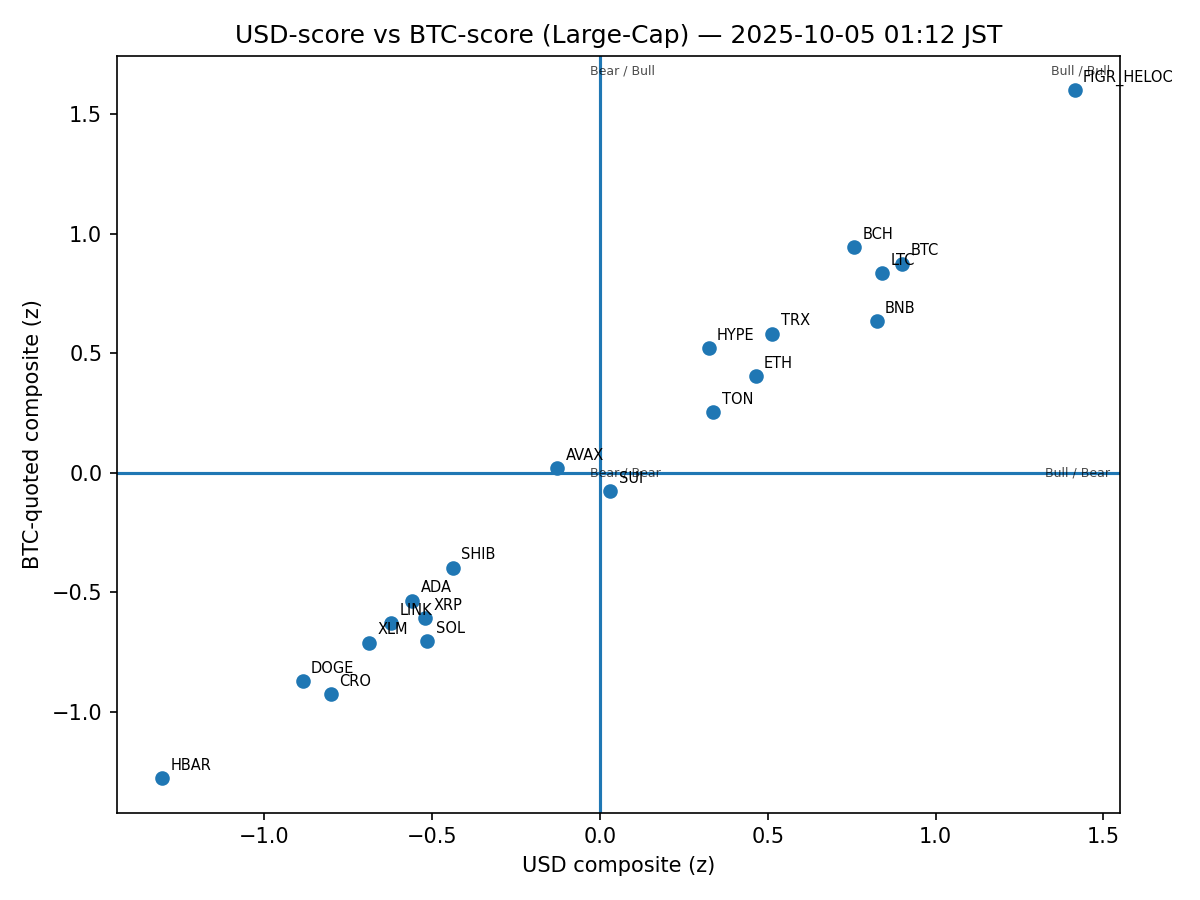 USD-score vs BTC-score (Large-Cap) — 2025-10-05 01:12 JST
Bear / Bull
Bull / Bull
FIGR_HELOC
1.5
BCH
BTC
LTC
1.0
BNB
TRX
HYPE
ETH
0.5
TON
AVAX
0.0
Bear / Bear
Bull / Bear
SUI
SHIB
−0.5
ADA
XRP
LINK
SOL
XLM
DOGE
CRO
−1.0
HBAR
−1.0
−0.5
0.0
0.5
1.0
1.5
USD composite (z)
BTC-quoted composite (z)